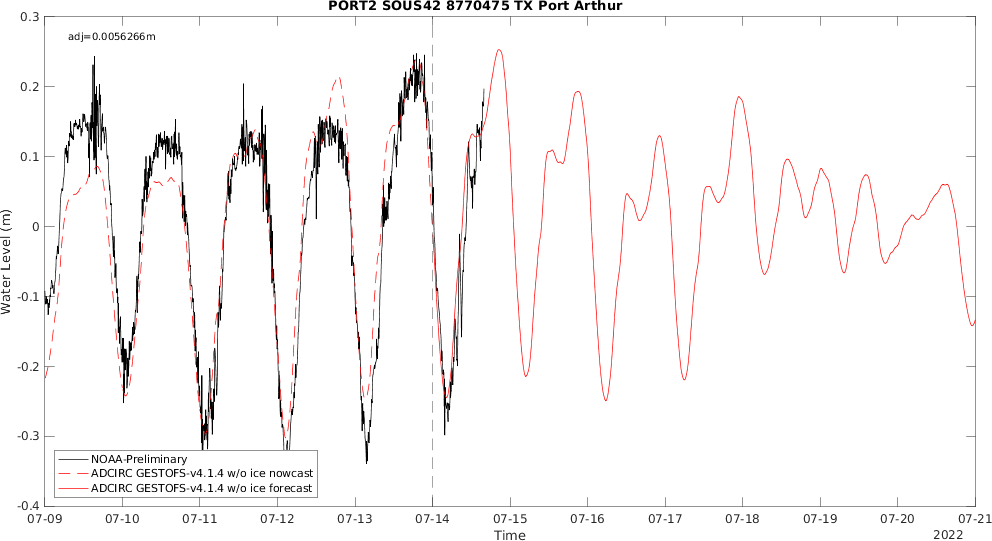 PORT2 SOUS42 8770475 TX Port Arthur
adj=0.0056266m
0.3
0.2
0.1
0
-0.1
-0.2
-0.3
-0.4
Water Level (m)
NOAA-Preliminary
ADCIRC GESTOFS-v4.1.4 w/o ice nowcast
ADCIRC GESTOFS-v4.1.4 w/o ice forecast
07-09 07-10 07-11 07-12 07-13 07-14 07-15 07-16 07-17 07-18 07-19 07-20 07-21
Time
2022